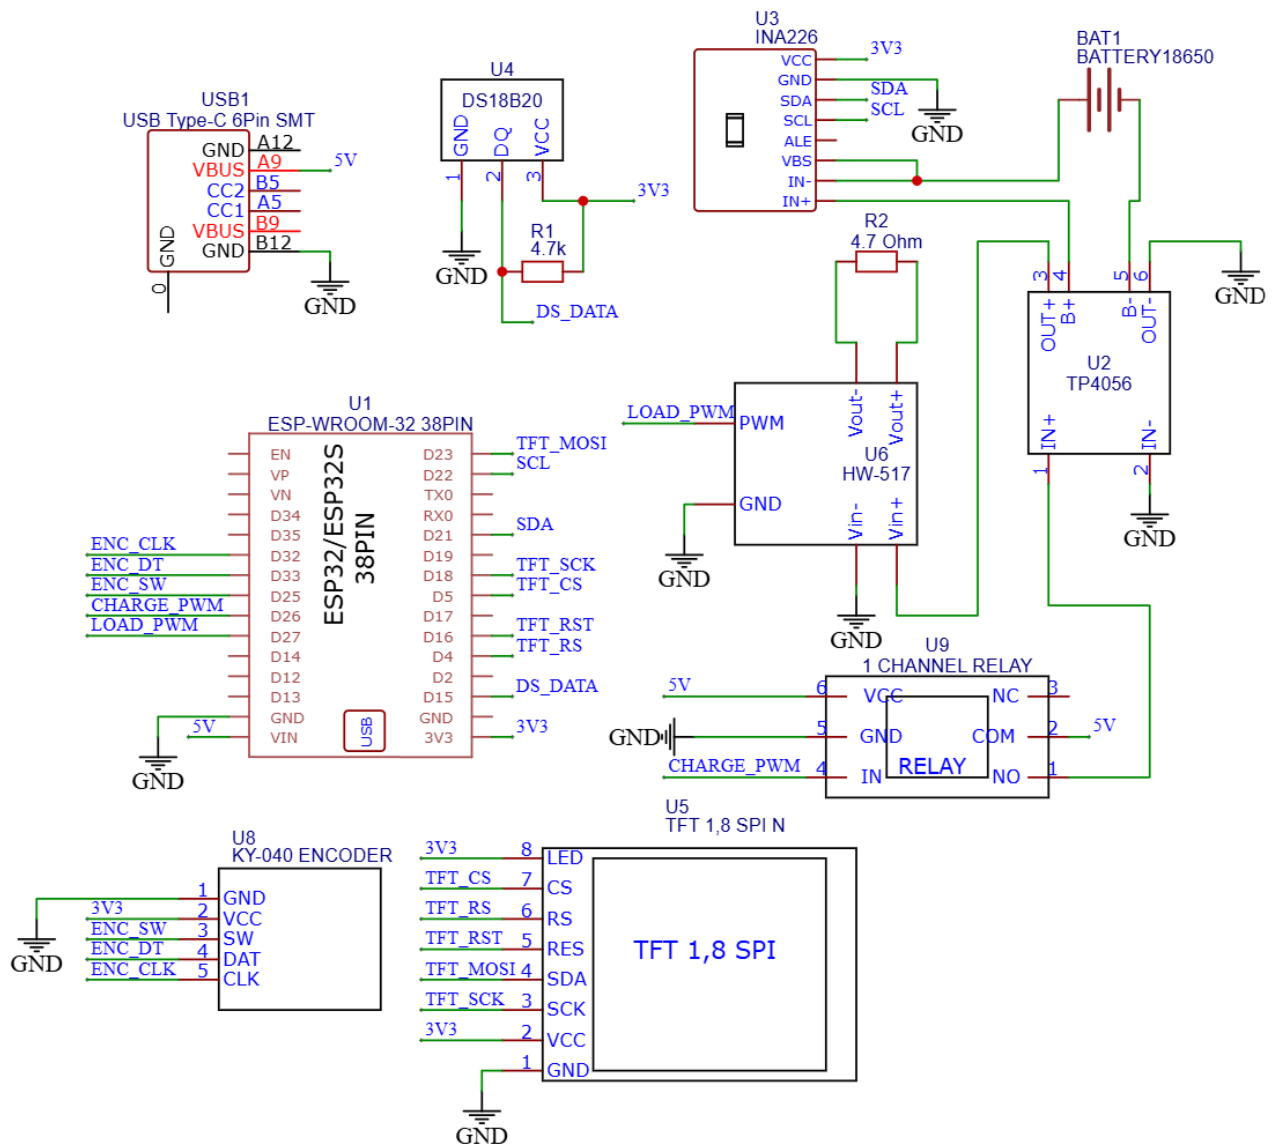 USB1
USB Type-C 6Pin SMT
GND A12
VBUS A9 5V
CC2 B5
CC1 A5
VBUS B9
GND B12
GND
0
GND
U4
DS18B20
GND DQ VCC
1 2 3
3V3
R1
4.7k
GND
DS_DATA
U3
INA226
VCC 3V3
GND
SDA SDA
SCL SCL
ALE
VBS
IN-
IN+
GND
BAT1
BATTERY18650
R2
4.7 Ohm
3 4 5 6
OUT+ B+ B- OUT-
U2
TP4056
IN+ IN-
1 2
GND
GND
LOAD_PWM PWM
GND
Vout- Vout+
U6
HW-517
Vin- Vin+
GND
GND
U1
ESP-WROOM-32 38PIN
ESP32/ESP32S
38PIN
EN
VP
VN
D34
D35
ENC_CLK D32
ENC_DT D33
ENC_SW D25
CHARGE_PWM D26
LOAD_PWM D27
D14
D12
D13
GND
5V VIN
GND
USB
D23 TFT_MOSI
D22 SCL
TX0
RX0
D21 SDA
D19
D18 TFT_SCK
D5 TFT_CS
D17
D16 TFT_RST
D4 TFT_RS
D2
D15 DS_DATA
GND
3V3 3V3
U9
1 CHANNEL RELAY
5V 6 VCC NC 3
GND 5 GND COM 2 5V
CHARGE_PWM 4 IN NO 1
RELAY
U8
KY-040 ENCODER
1 GND
3V3 2 VCC
ENC_SW 3 SW
ENC_DT 4 DAT
ENC_CLK 5 CLK
GND
U5
TFT 1,8 SPI N
3V3 8 LED
TFT_CS 7 CS
TFT_RS 6 RS
TFT_RST 5 RES
TFT_MOSI 4 SDA
TFT_SCK 3 SCK
3V3 2 VCC
1 GND
TFT 1,8 SPI
GND